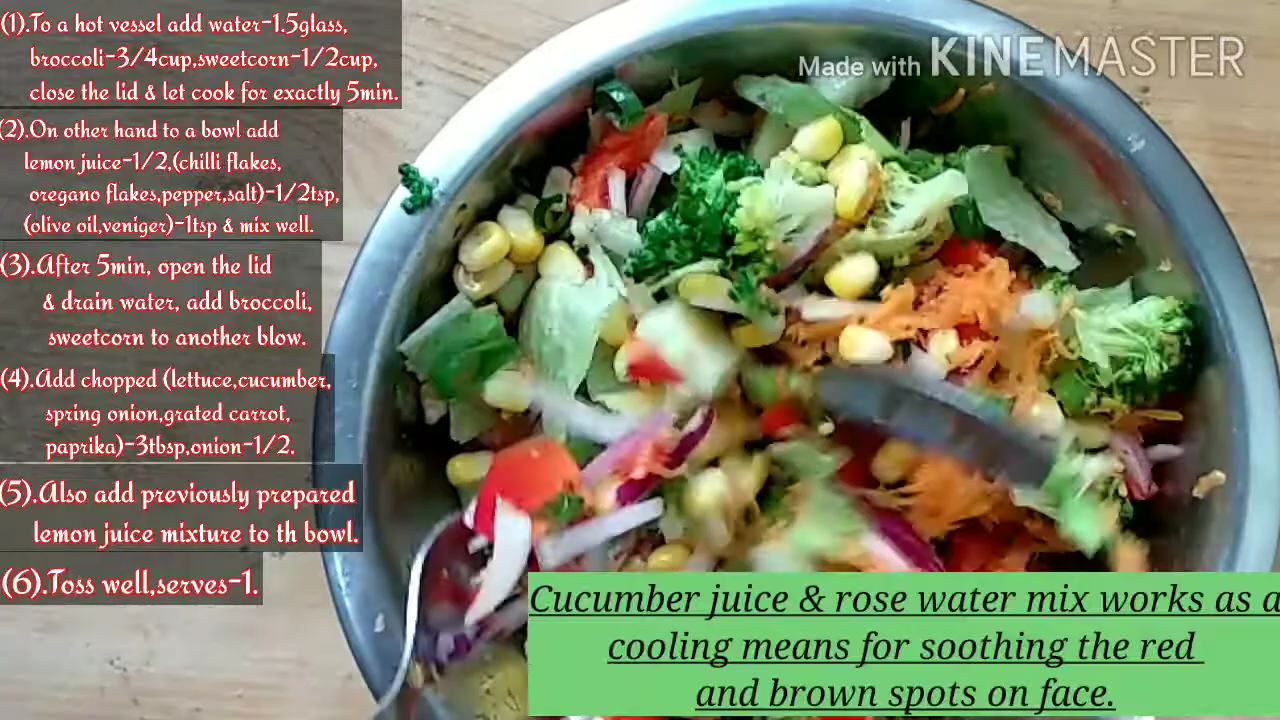 (1).To a hot vessel add water-1.5glass,
broccoli-3/4cup,sweetcorn-1/2cup,
close the lid & let cook for exactly 5min.
(2).On other hand to a bowl add
lemon juice-1/2,(chilli flakes,
oregano flakes,pepper,salt)-1/2tsp,
(olive oil,veniger)-1tsp & mix well.
(3).After 5min, open the lid
& drain water, add broccoli,
sweetcorn to another blow.
(4).Add chopped (lettuce,cucumber,
spring onion,grated carrot,
paprika)-3tbsp,onion-1/2.
(5).Also add previously prepared
lemon juice mixture to th bowl.
(6).Toss well,serves-1.
Made with KINEMASTER
Cucumber juice & rose water mix works as a
cooling means for soothing the red
and brown spots on face.